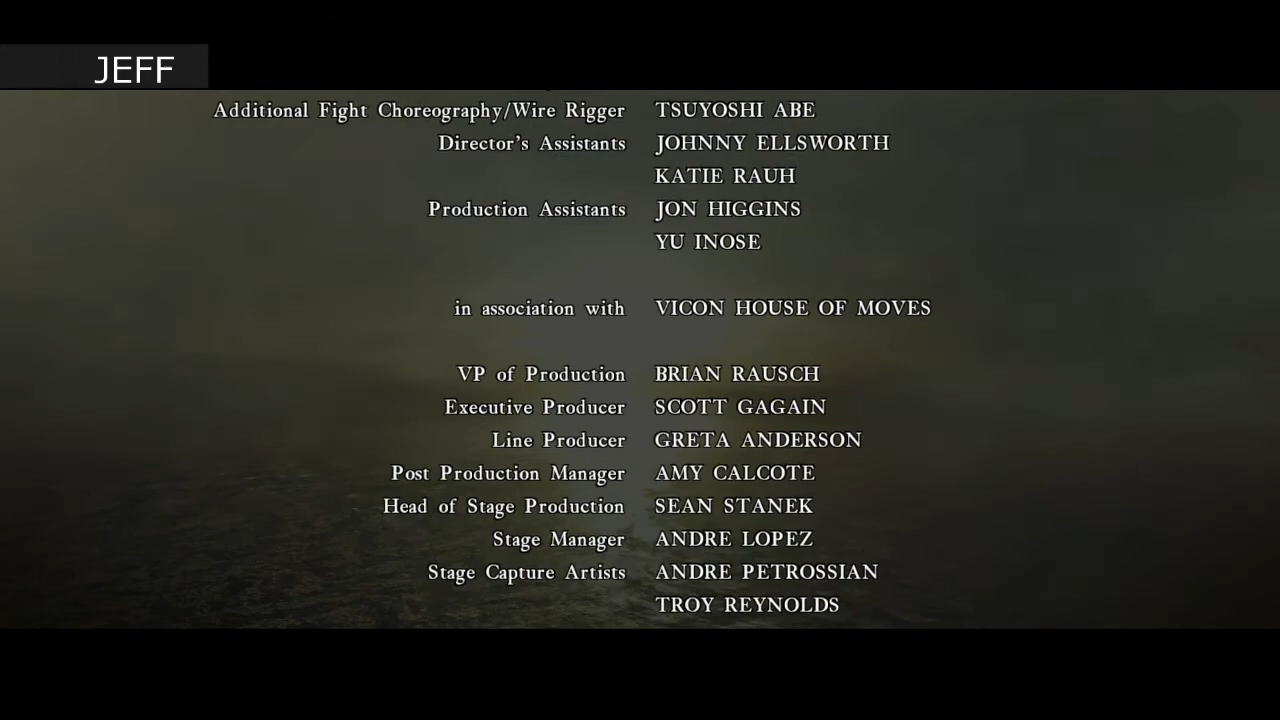 JEFF
Additional Fight Choreography/Wire Rigger TSUYOSHI ABE
Director's Assistants JOHNNY ELLSWORTH
KATIE RAUH
Production Assistants JON HIGGINS
YU INOSE
in association with VICON HOUSE OF MOVES
VP of Production BRIAN RAUSCH
Executive Producer SCOTT GAGAIN
Line Producer GRETA ANDERSON
Post Production Manager AMY CALCOTE
Head of Stage Production SEAN STANEK
Stage Manager ANDRE LOPEZ
Stage Capture Artists ANDRE PETROSSIAN
TROY REYNOLDS